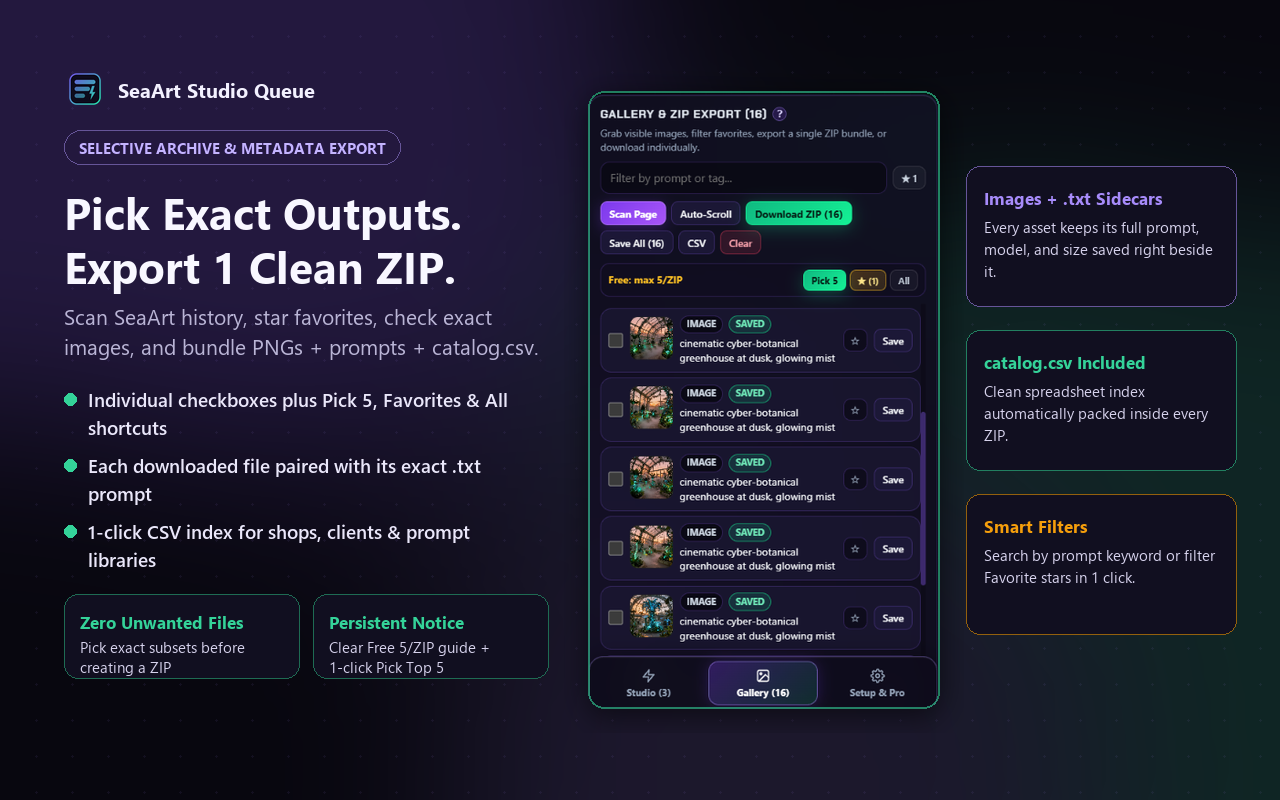 SeaArt Studio Queue
SELECTIVE ARCHIVE & METADATA EXPORT
Pick Exact Outputs.
Export 1 Clean ZIP.
Scan SeaArt history, star favorites, check exact
images, and bundle PNGs + prompts + catalog.csv.
Individual checkboxes plus Pick 5, Favorites & All
shortcuts
Each downloaded file paired with its exact .txt
prompt
1-click CSV index for shops, clients & prompt
libraries
Zero Unwanted Files
Pick exact subsets before
creating a ZIP
Persistent Notice
Clear Free 5/ZIP guide +
1-click Pick Top 5
GALLERY & ZIP EXPORT (16) ?
Grab visible images, filter favorites, export a single ZIP bundle, or
download individually.
Filter by prompt or tag...
★ 1
Scan Page
Auto-Scroll
Download ZIP (16)
Save All (16)
CSV
Clear
Free: max 5/ZIP
Pick 5
★ (1)
All
IMAGE SAVED
cinematic cyber-botanical
greenhouse at dusk, glowing mist
☆
Save
IMAGE SAVED
cinematic cyber-botanical
greenhouse at dusk, glowing mist
☆
Save
IMAGE SAVED
cinematic cyber-botanical
greenhouse at dusk, glowing mist
☆
Save
IMAGE SAVED
cinematic cyber-botanical
greenhouse at dusk, glowing mist
☆
Save
IMAGE SAVED
cinematic cyber-botanical
greenhouse at dusk, glowing mist
☆
Save
Studio (3)
Gallery (16)
Setup & Pro
Images + .txt Sidecars
Every asset keeps its full prompt,
model, and size saved right beside
it.
catalog.csv Included
Clean spreadsheet index
automatically packed inside every
ZIP.
Smart Filters
Search by prompt keyword or filter
Favorite stars in 1 click.